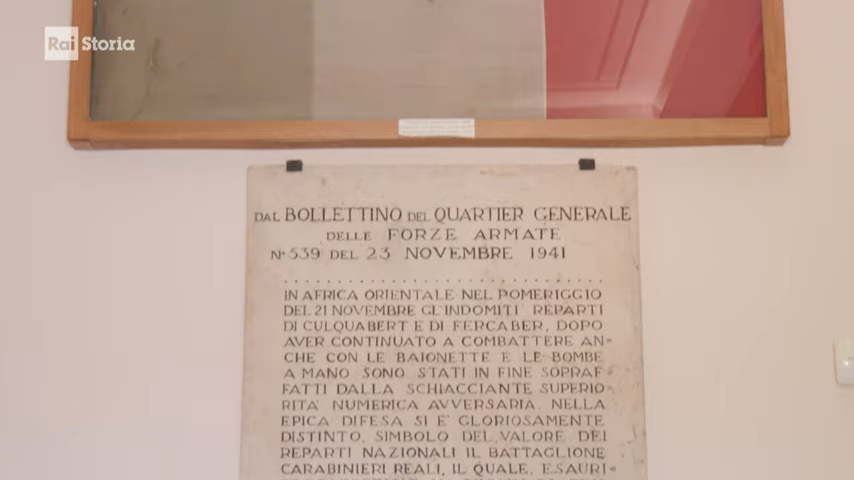 Rai Storia
DAL BOLLETTINO DEL QUARTIER GENERALE
DELLE FORZE ARMATE
N° 539 DEL 23 NOVEMBRE 1941
IN AFRICA ORIENTALE NEL POMERIGGIO
DEL 21 NOVEMBRE GL'INDOMITI REPARTI
DI CULQUABERT E DI FERCABER, DOPO
AVER CONTINUATO A COMBATTERE AN-
CHE CON LE BAIONETTE E LE BOMBE
A MANO SONO STATI IN FINE SOPRAF-
FATTI DALLA SCHIACCIANTE SUPERIO-
RITA' NUMERICA AVVERSARIA. NELLA
EPICA DIFESA SI E' GLORIOSAMENTE
DISTINTO, SIMBOLO DEL VALORE DEI
REPARTI NAZIONALI IL BATTAGLIONE
CARABINIERI REALI, IL QUALE, ESAURI-